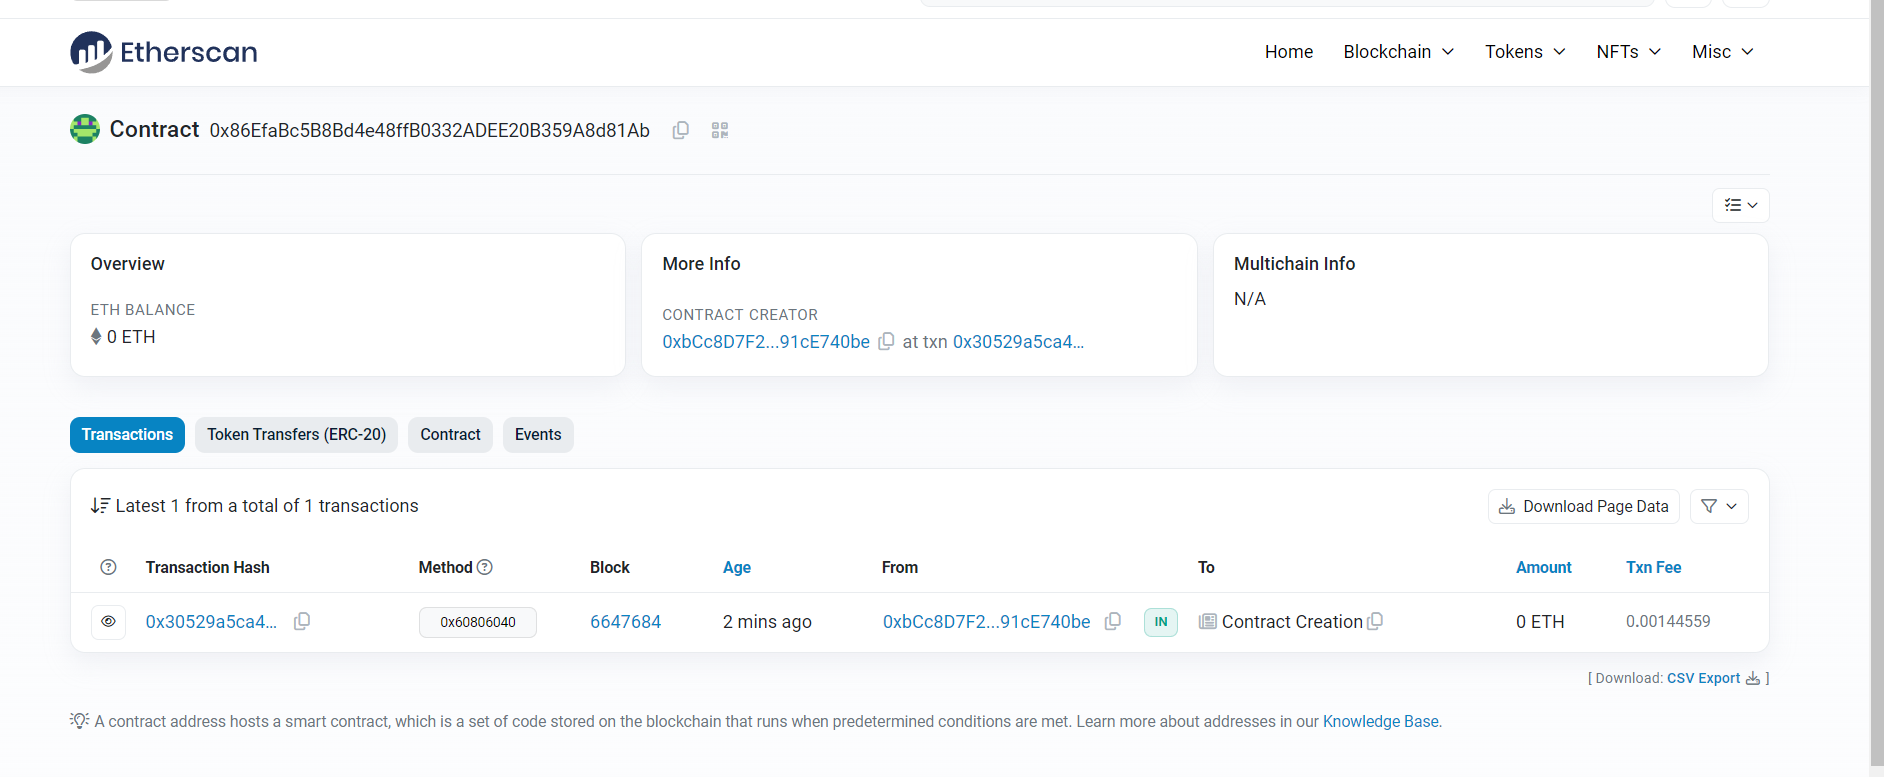 Etherscan
Home Blockchain Tokens NFTs Misc
Contract 0x86EfaBc5B8Bd4e48ffB0332ADEE20B359A8d81Ab
Overview
ETH BALANCE
0 ETH
More Info
CONTRACT CREATOR
0xbCc8D7F2...91cE740be at txn 0x30529a5ca4...
Multichain Info
N/A
Transactions Token Transfers (ERC-20) Contract Events
Latest 1 from a total of 1 transactions
Download Page Data
Transaction Hash Method Block Age From To Amount Txn Fee
0x30529a5ca4... 0x60806040 6647684 2 mins ago 0xbCc8D7F2...91cE740be IN Contract Creation 0 ETH 0.00144559
[ Download: CSV Export ]
A contract address hosts a smart contract, which is a set of code stored on the blockchain that runs when predetermined conditions are met. Learn more about addresses in our Knowledge Base.